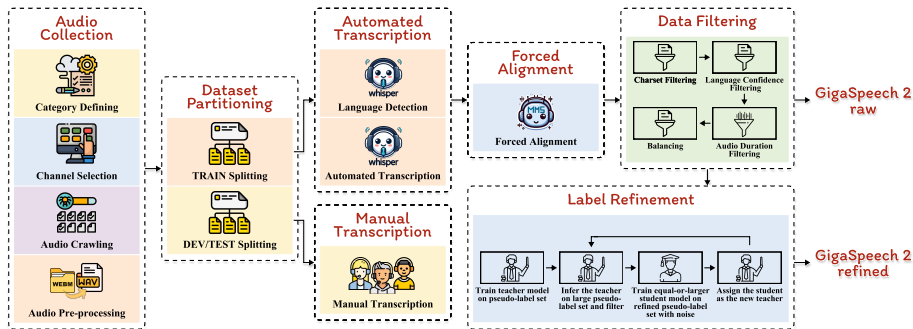 Audio
Collection
Category Defining
Channel Selection
Audio Crawling
WEBM
WAV
Audio Pre-processing
Dataset
Partitioning
TRAIN Splitting
DEV/TEST Splitting
Automated
Transcription
whisper
Language Detection
whisper
Automated Transcription
Manual
Transcription
Manual Transcription
Forced
Alignment
MMS
Forced Alignment
Data Filtering
Charset Filtering
Language Confidence
Filtering
Balancing
Audio Duration
Filtering
Label Refinement
Train teacher model
on pseudo-label set
Infer the teacher
on large pseudo-
label set and filter
Train equal-or-larger
student model on
refined pseudo-label
set with noise
Assign the student
as the new teacher
GigaSpeech 2
raw
GigaSpeech 2
refined